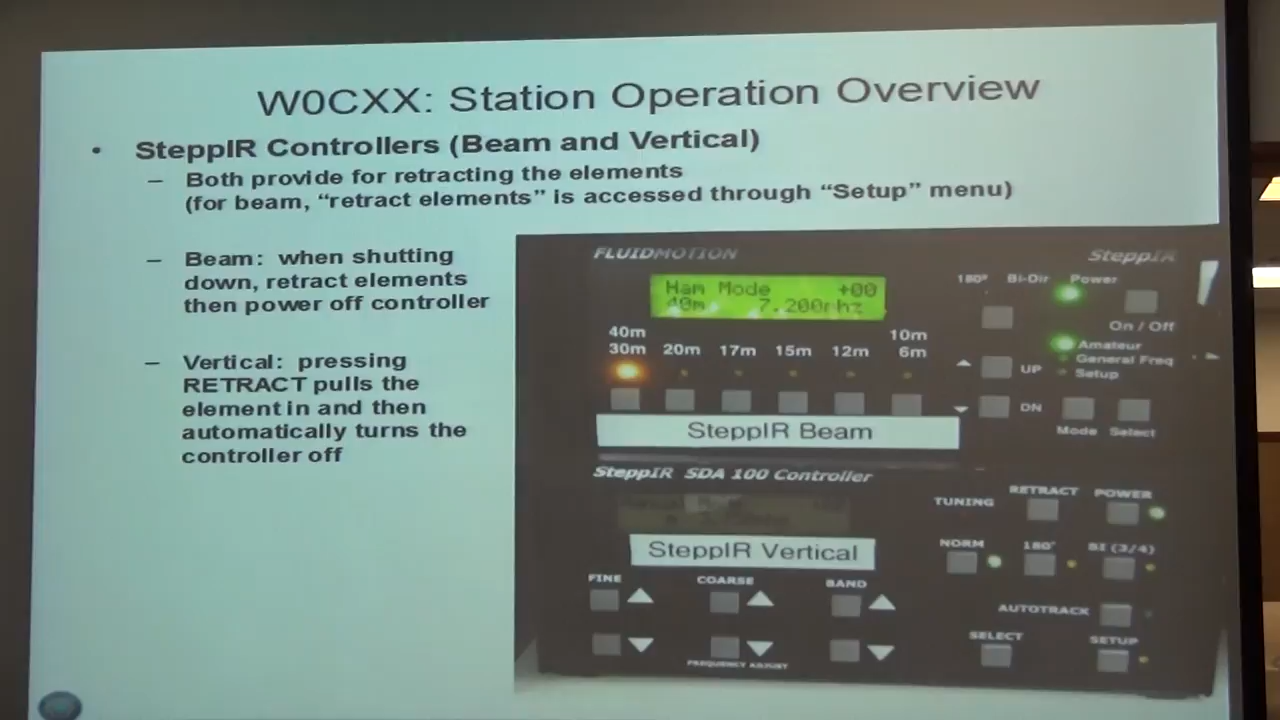 W0CXX: Station Operation Overview
• SteppIR Controllers (Beam and Vertical)
– Both provide for retracting the elements
(for beam, “retract elements” is accessed through “Setup” menu)
– Beam: when shutting
down, retract elements
then power off controller
– Vertical: pressing
RETRACT pulls the
element in and then
automatically turns the
controller off
FLUIDMOTION SteppIR
Ham Mode +00
40m 7.200mhz
180° Bi-Dir Power
On / Off
40m 10m
30m 20m 17m 15m 12m 6m
Amateur
General Freq
Setup
UP
DN
Mode Select
SteppIR Beam
SteppIR SDA 100 Controller
TUNING RETRACT POWER
SteppIR Vertical
NORM 180° BI (3/4)
FINE COARSE BAND
AUTOTRACK
SELECT SETUP
FREQUENCY ADJUST